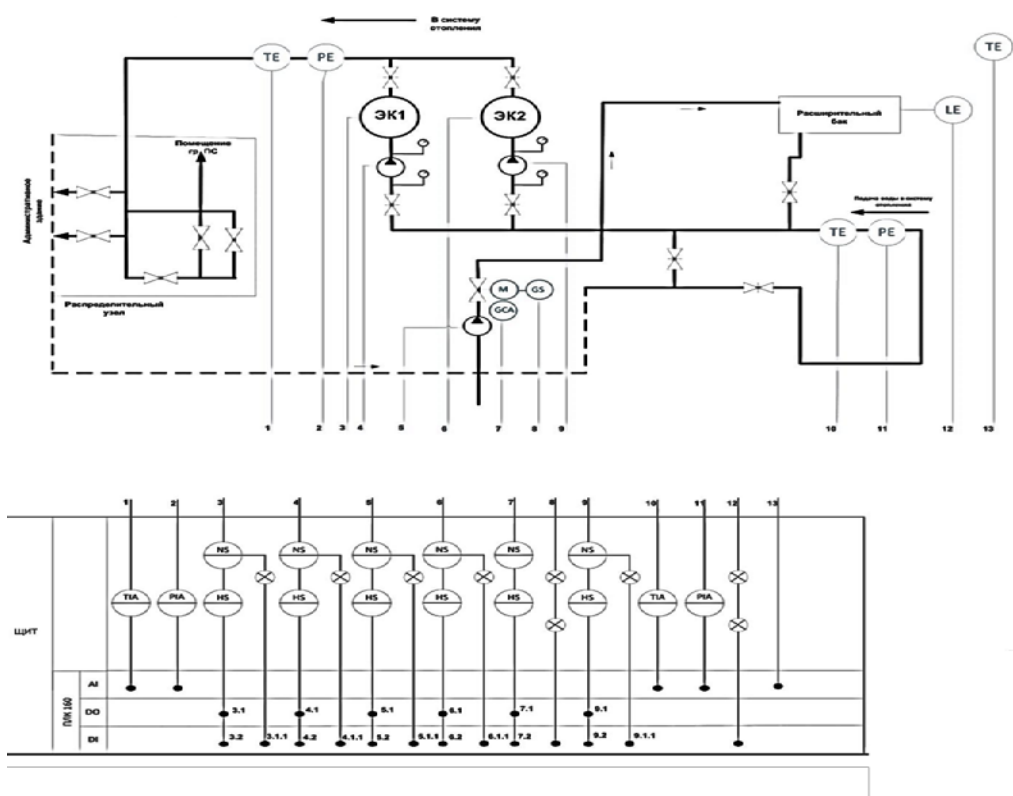 В систему
отопления
TE
PE
TE
ЭК1
ЭК2
Расширительный
бак
LE
Помещение
гр. ПС
Административное
здание
Подача воды в систему
отопления
TE
PE
M
GS
GCA
Распределительный
узел
1
2
3
4
5
6
7
8
9
10
11
12
13
1
2
3
4
5
6
7
8
9
10
11
12
13
NS
NS
NS
NS
NS
NS
TIA
PIA
HS
HS
HS
HS
HS
HS
TIA
PIA
ЩИТ
ПЛК 160
AI
DO
3.1
4.1
5.1
6.1
7.1
9.1
DI
3.2
3.1.1
4.2
4.1.1
5.2
5.1.1
6.2
6.1.1
7.2
9.2
9.1.1